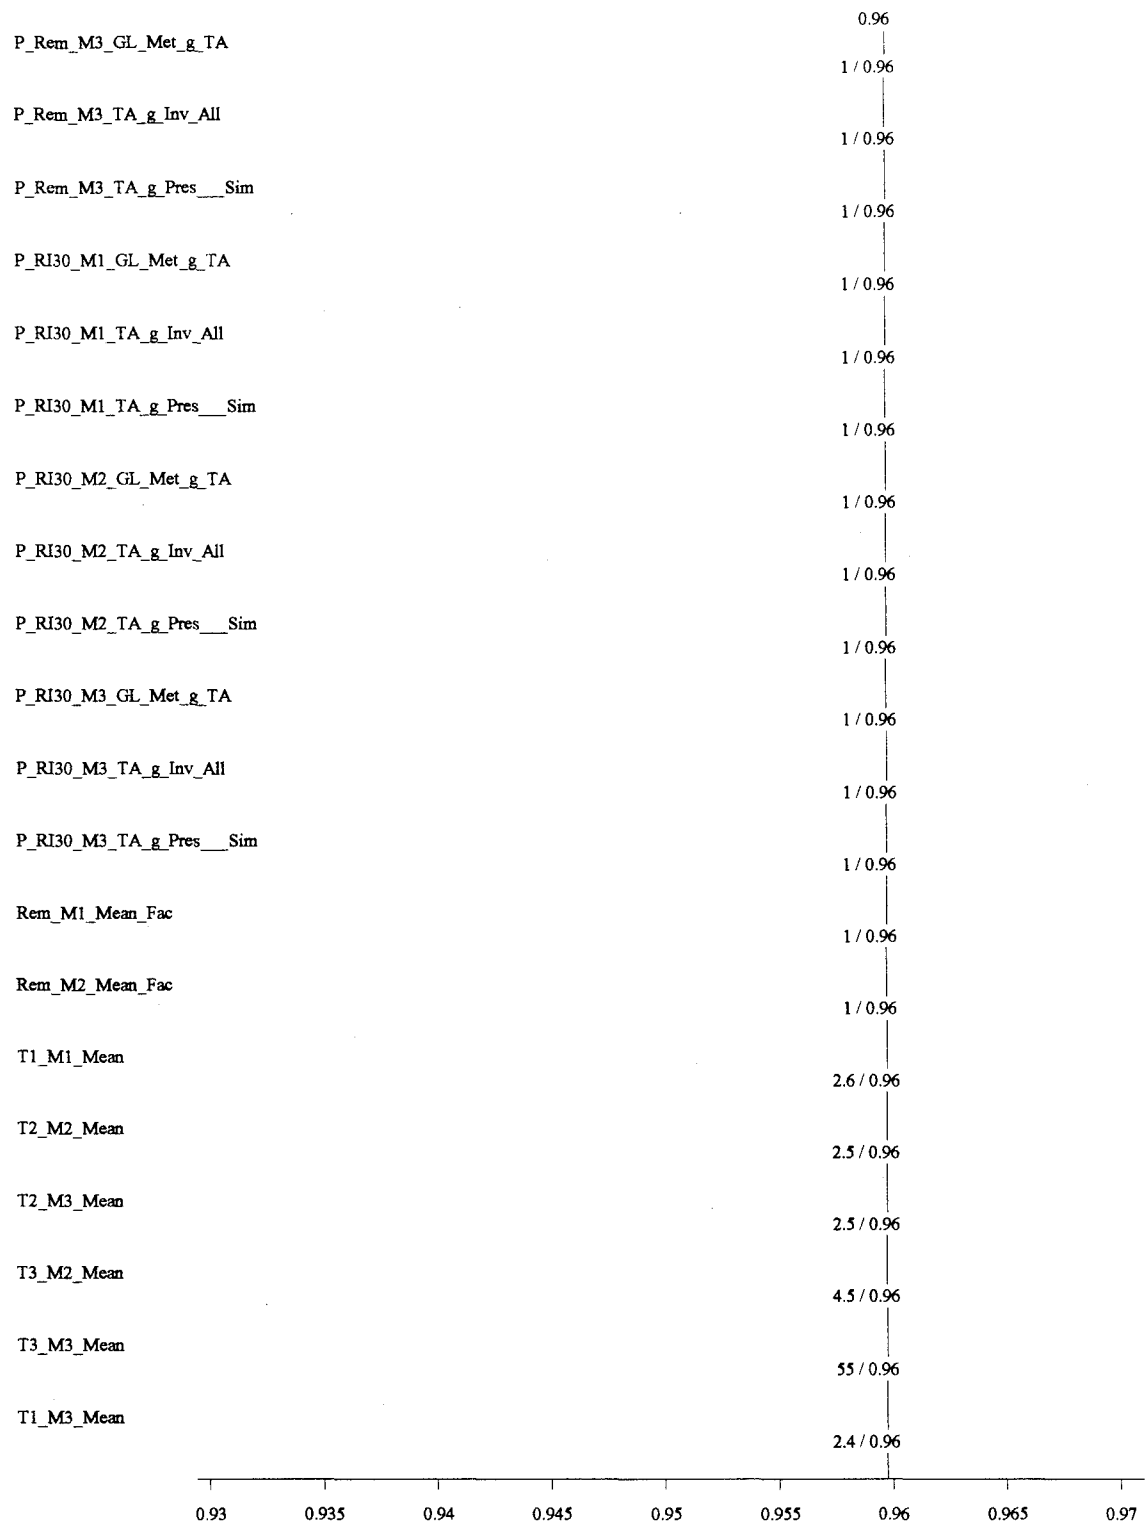 0.96
P_Rem_M3_GL_Met_g_TA
1 / 0.96
P_Rem_M3_TA_g_Inv_All
1 / 0.96
P_Rem_M3_TA_g_Pres___Sim
1 / 0.96
P_RI30_M1_GL_Met_g_TA
1 / 0.96
P_RI30_M1_TA_g_Inv_All
1 / 0.96
P_RI30_M1_TA_g_Pres___Sim
1 / 0.96
P_RI30_M2_GL_Met_g_TA
1 / 0.96
P_RI30_M2_TA_g_Inv_All
1 / 0.96
P_RI30_M2_TA_g_Pres___Sim
1 / 0.96
P_RI30_M3_GL_Met_g_TA
1 / 0.96
P_RI30_M3_TA_g_Inv_All
1 / 0.96
P_RI30_M3_TA_g_Pres___Sim
1 / 0.96
Rem_M1_Mean_Fac
1 / 0.96
Rem_M2_Mean_Fac
1 / 0.96
T1_M1_Mean
2.6 / 0.96
T2_M2_Mean
2.5 / 0.96
T2_M3_Mean
2.5 / 0.96
T3_M2_Mean
4.5 / 0.96
T3_M3_Mean
55 / 0.96
T1_M3_Mean
2.4 / 0.96
0.93 0.935 0.94 0.945 0.95 0.955 0.96 0.965 0.97